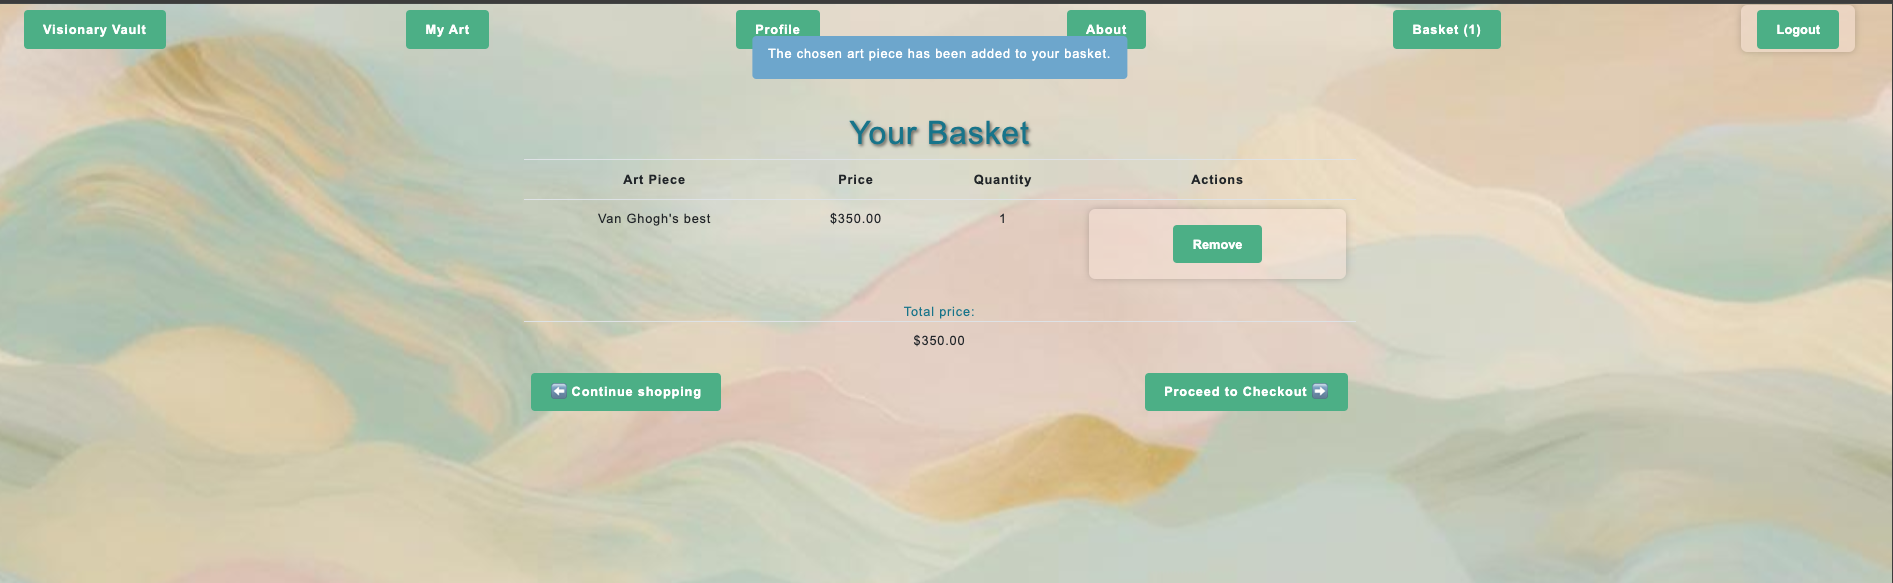 Visionary Vault
My Art
Profile
About
Basket (1)
Logout
The chosen art piece has been added to your basket.
Your Basket
Art Piece Price Quantity Actions
Van Ghogh's best $350.00 1 Remove
Total price:
$350.00
⬅️ Continue shopping
Proceed to Checkout ➡️